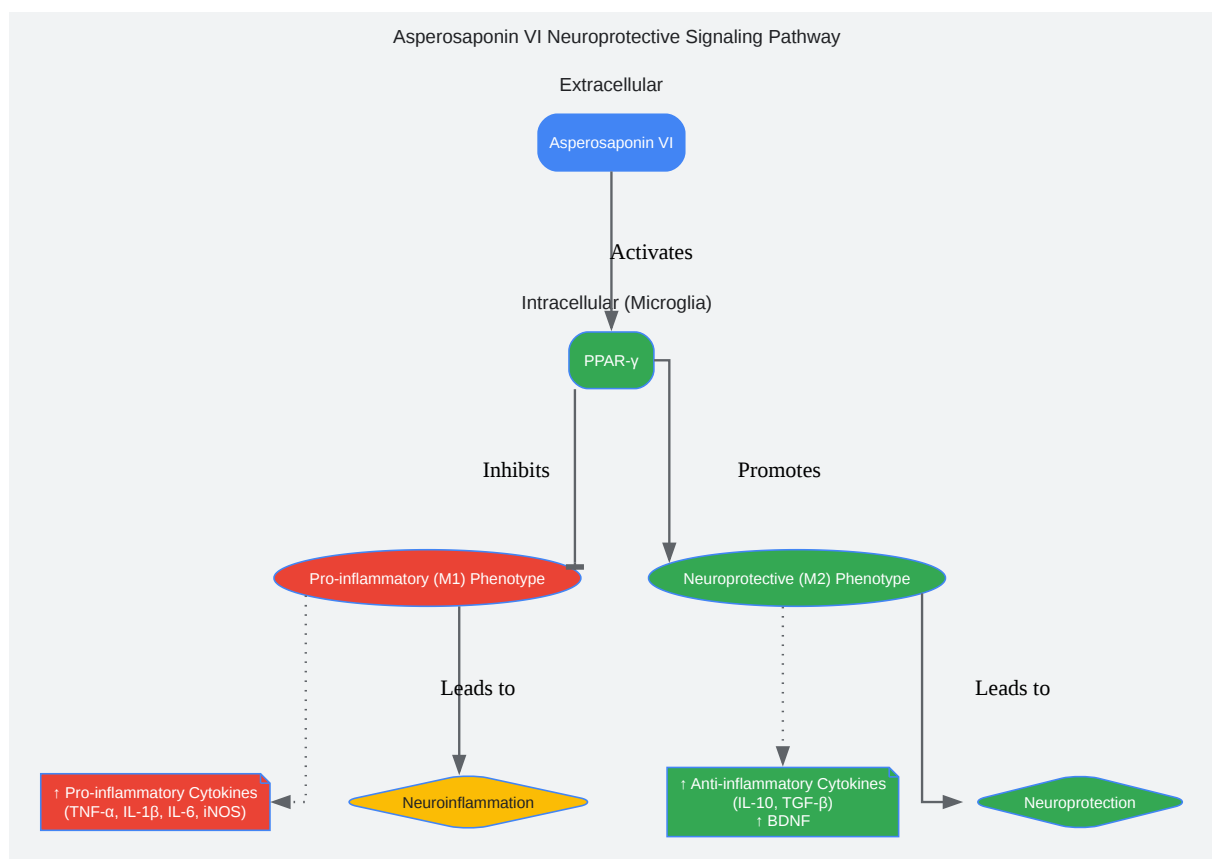 Asperosaponin VI Neuroprotective Signaling Pathway
Extracellular
Asperosaponin VI
Activates
Intracellular (Microglia)
PPAR-γ
Inhibits
Promotes
Pro-inflammatory (M1) Phenotype
Neuroprotective (M2) Phenotype
Leads to
Leads to
↑ Pro-inflammatory Cytokines
(TNF-α, IL-1β, IL-6, iNOS)
Neuroinflammation
↑ Anti-inflammatory Cytokines
(IL-10, TGF-β)
↑ BDNF
Neuroprotection